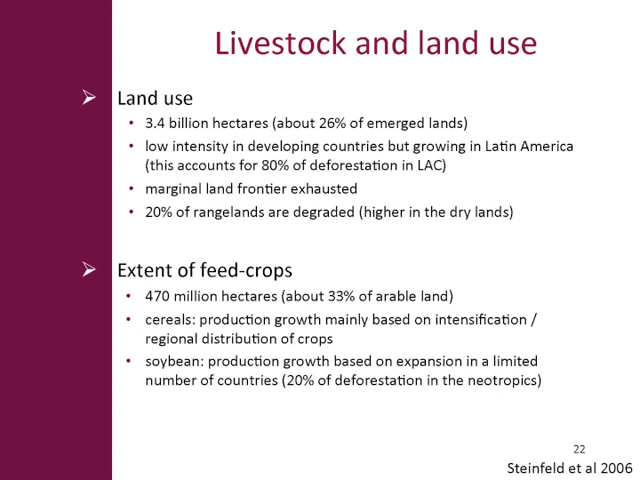 Livestock and land use
➢ Land use
• 3.4 billion hectares (about 26% of emerged lands)
• low intensity in developing countries but growing in Latin America
(this accounts for 80% of deforestation in LAC)
• marginal land frontier exhausted
• 20% of rangelands are degraded (higher in the dry lands)
➢ Extent of feed-crops
• 470 million hectares (about 33% of arable land)
• cereals: production growth mainly based on intensification /
regional distribution of crops
• soybean: production growth based on expansion in a limited
number of countries (20% of deforestation in the neotropics)
22
Steinfeld et al 2006